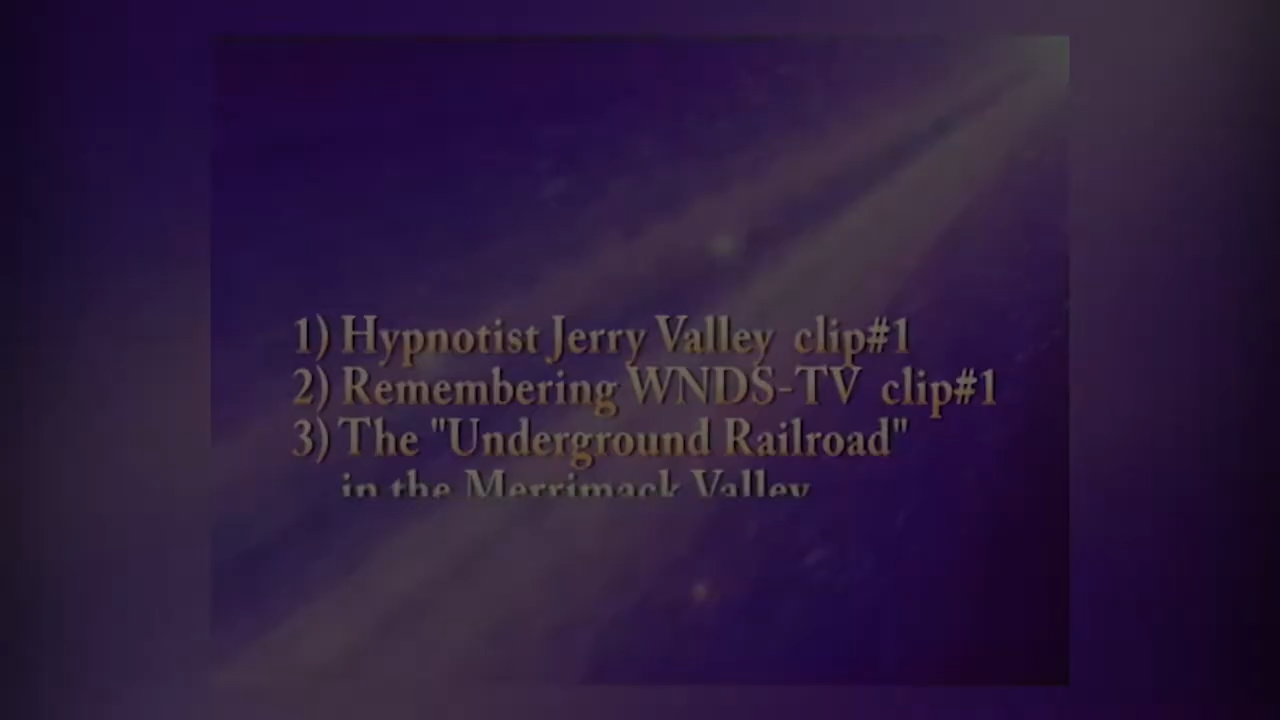 1) Hypnotist Jerry Valley clip#1
2) Remembering WNDS-TV clip#1
3) The "Underground Railroad"
in the Merrimack Valley